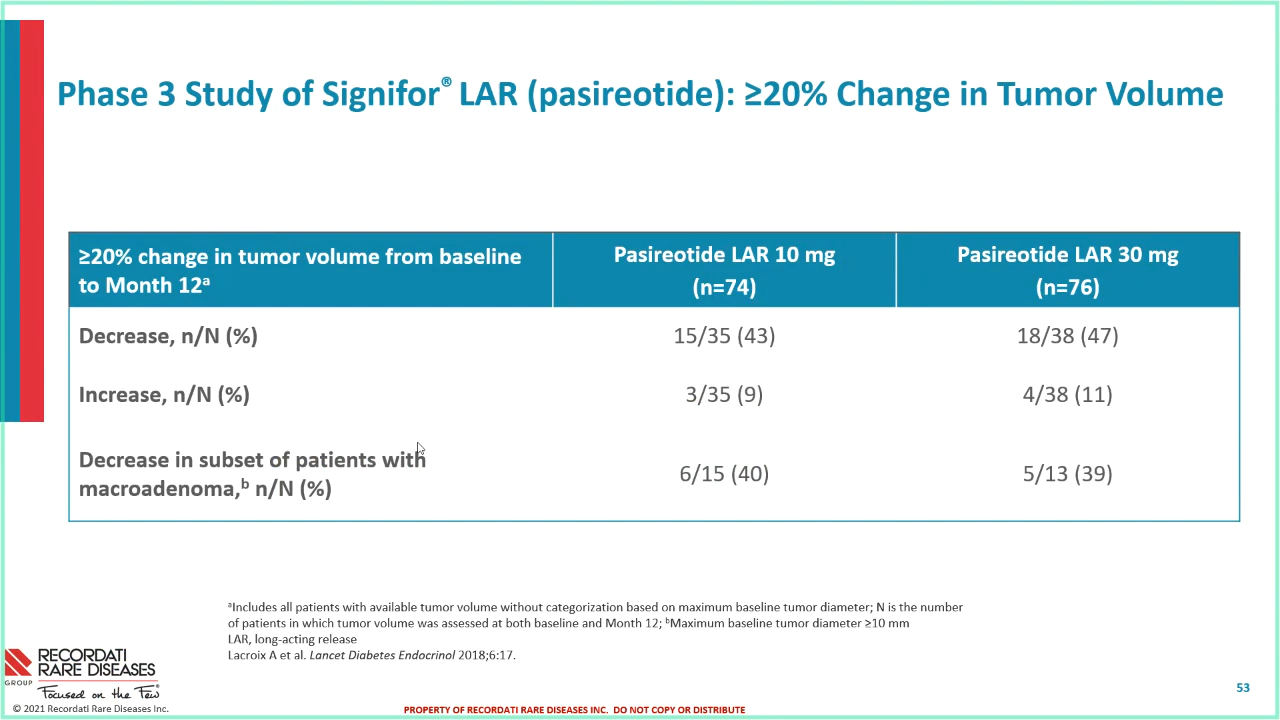 Phase 3 Study of Signifor® LAR (pasireotide): ≥20% Change in Tumor Volume
≥20% change in tumor volume from baseline
to Month 12ᵃ
Pasireotide LAR 10 mg
(n=74)
Pasireotide LAR 30 mg
(n=76)
Decrease, n/N (%)
15/35 (43)
18/38 (47)
Increase, n/N (%)
3/35 (9)
4/38 (11)
Decrease in subset of patients with
macroadenoma,ᵇ n/N (%)
6/15 (40)
5/13 (39)
ᵃIncludes all patients with available tumor volume without categorization based on maximum baseline tumor diameter; N is the number
of patients in which tumor volume was assessed at both baseline and Month 12; ᵇMaximum baseline tumor diameter ≥10 mm
LAR, long-acting release
Lacroix A et al. Lancet Diabetes Endocrinol 2018;6:17.
RECORDATI
RARE DISEASES
GROUP
Focused on the Few®
© 2021 Recordati Rare Diseases Inc.
PROPERTY OF RECORDATI RARE DISEASES INC. DO NOT COPY OR DISTRIBUTE
53